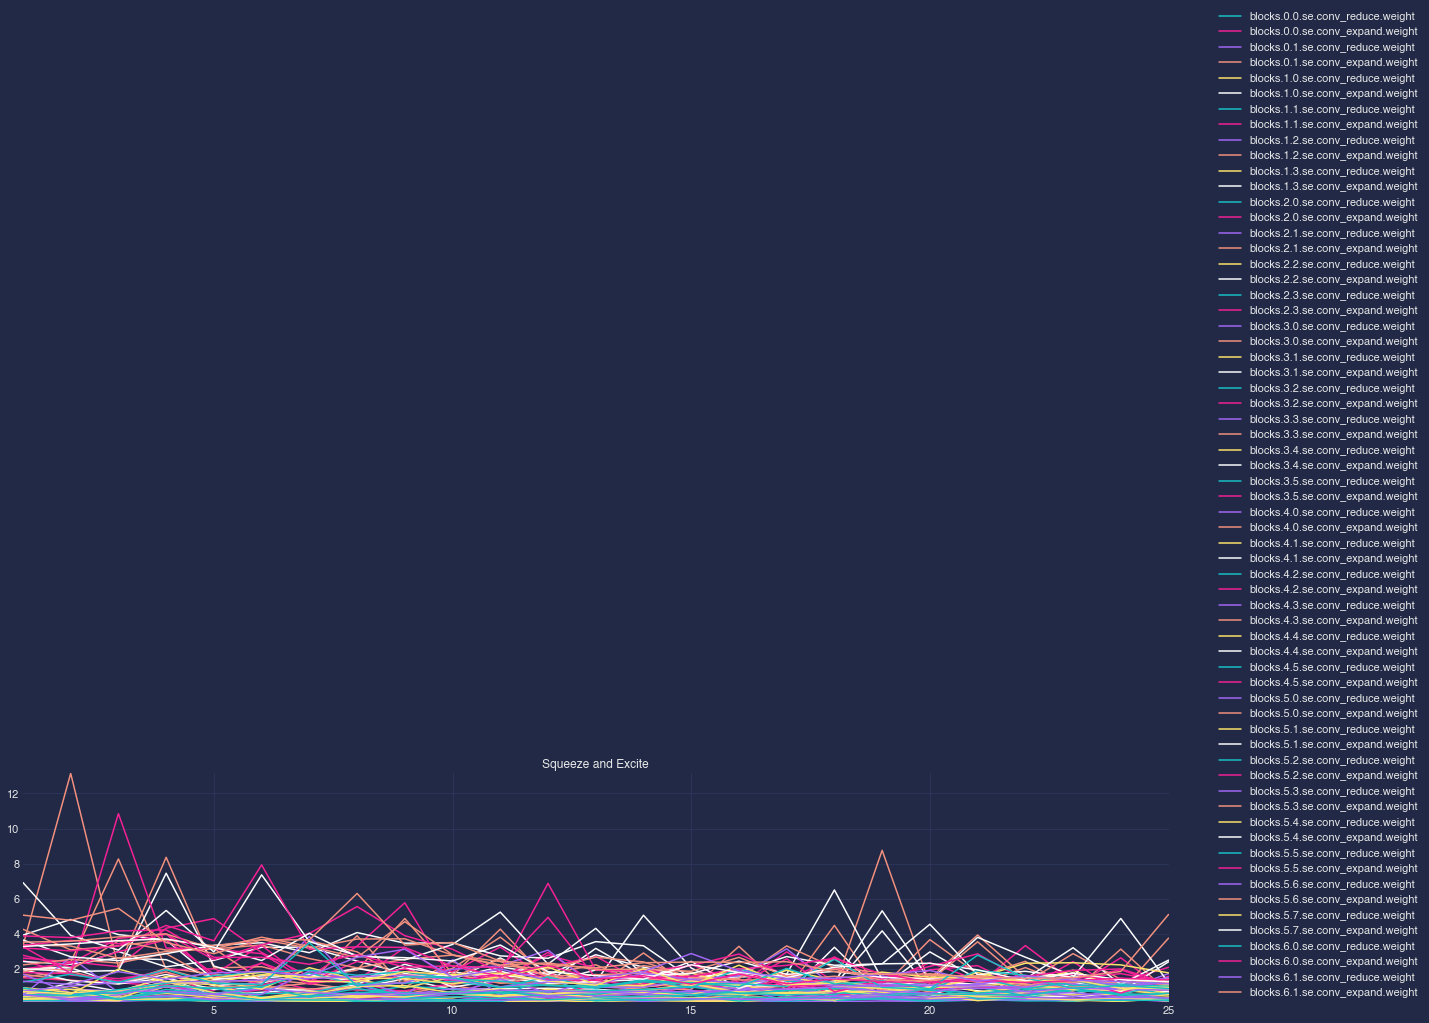 blocks.0.0.se.conv_reduce.weight
blocks.0.0.se.conv_expand.weight
blocks.0.1.se.conv_reduce.weight
blocks.0.1.se.conv_expand.weight
blocks.1.0.se.conv_reduce.weight
blocks.1.0.se.conv_expand.weight
blocks.1.1.se.conv_reduce.weight
blocks.1.1.se.conv_expand.weight
blocks.1.2.se.conv_reduce.weight
blocks.1.2.se.conv_expand.weight
blocks.1.3.se.conv_reduce.weight
blocks.1.3.se.conv_expand.weight
blocks.2.0.se.conv_reduce.weight
blocks.2.0.se.conv_expand.weight
blocks.2.1.se.conv_reduce.weight
blocks.2.1.se.conv_expand.weight
blocks.2.2.se.conv_reduce.weight
blocks.2.2.se.conv_expand.weight
blocks.2.3.se.conv_reduce.weight
blocks.2.3.se.conv_expand.weight
blocks.3.0.se.conv_reduce.weight
blocks.3.0.se.conv_expand.weight
blocks.3.1.se.conv_reduce.weight
blocks.3.1.se.conv_expand.weight
blocks.3.2.se.conv_reduce.weight
blocks.3.2.se.conv_expand.weight
blocks.3.3.se.conv_reduce.weight
blocks.3.3.se.conv_expand.weight
blocks.3.4.se.conv_reduce.weight
blocks.3.4.se.conv_expand.weight
blocks.3.5.se.conv_reduce.weight
blocks.3.5.se.conv_expand.weight
blocks.4.0.se.conv_reduce.weight
blocks.4.0.se.conv_expand.weight
blocks.4.1.se.conv_reduce.weight
blocks.4.1.se.conv_expand.weight
blocks.4.2.se.conv_reduce.weight
blocks.4.2.se.conv_expand.weight
blocks.4.3.se.conv_reduce.weight
blocks.4.3.se.conv_expand.weight
blocks.4.4.se.conv_reduce.weight
blocks.4.4.se.conv_expand.weight
blocks.4.5.se.conv_reduce.weight
blocks.4.5.se.conv_expand.weight
blocks.5.0.se.conv_reduce.weight
blocks.5.0.se.conv_expand.weight
blocks.5.1.se.conv_reduce.weight
blocks.5.1.se.conv_expand.weight
blocks.5.2.se.conv_reduce.weight
blocks.5.2.se.conv_expand.weight
blocks.5.3.se.conv_reduce.weight
blocks.5.3.se.conv_expand.weight
blocks.5.4.se.conv_reduce.weight
blocks.5.4.se.conv_expand.weight
blocks.5.5.se.conv_reduce.weight
blocks.5.5.se.conv_expand.weight
blocks.5.6.se.conv_reduce.weight
blocks.5.6.se.conv_expand.weight
blocks.5.7.se.conv_reduce.weight
blocks.5.7.se.conv_expand.weight
blocks.6.0.se.conv_reduce.weight
blocks.6.0.se.conv_expand.weight
blocks.6.1.se.conv_reduce.weight
blocks.6.1.se.conv_expand.weight
Squeeze and Excite
12
10
8
6
4
2
5 10 15 20 25